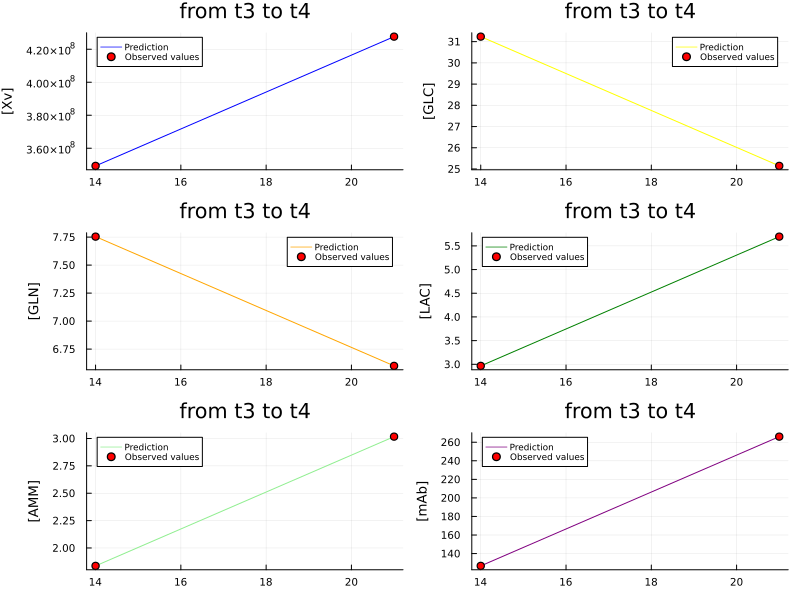 from t3 to t4
[Xv]
4.20×10⁸
4.00×10⁸
3.80×10⁸
3.60×10⁸
Prediction
Observed values
14 16 18 20
from t3 to t4
[GLC]
31
30
29
28
27
26
25
Prediction
Observed values
14 16 18 20
from t3 to t4
[GLN]
7.75
7.50
7.25
7.00
6.75
Prediction
Observed values
14 16 18 20
from t3 to t4
[LAC]
5.5
5.0
4.5
4.0
3.5
3.0
Prediction
Observed values
14 16 18 20
from t3 to t4
[AMM]
3.00
2.75
2.50
2.25
2.00
Prediction
Observed values
14 16 18 20
from t3 to t4
[mAb]
260
240
220
200
180
160
140
Prediction
Observed values
14 16 18 20